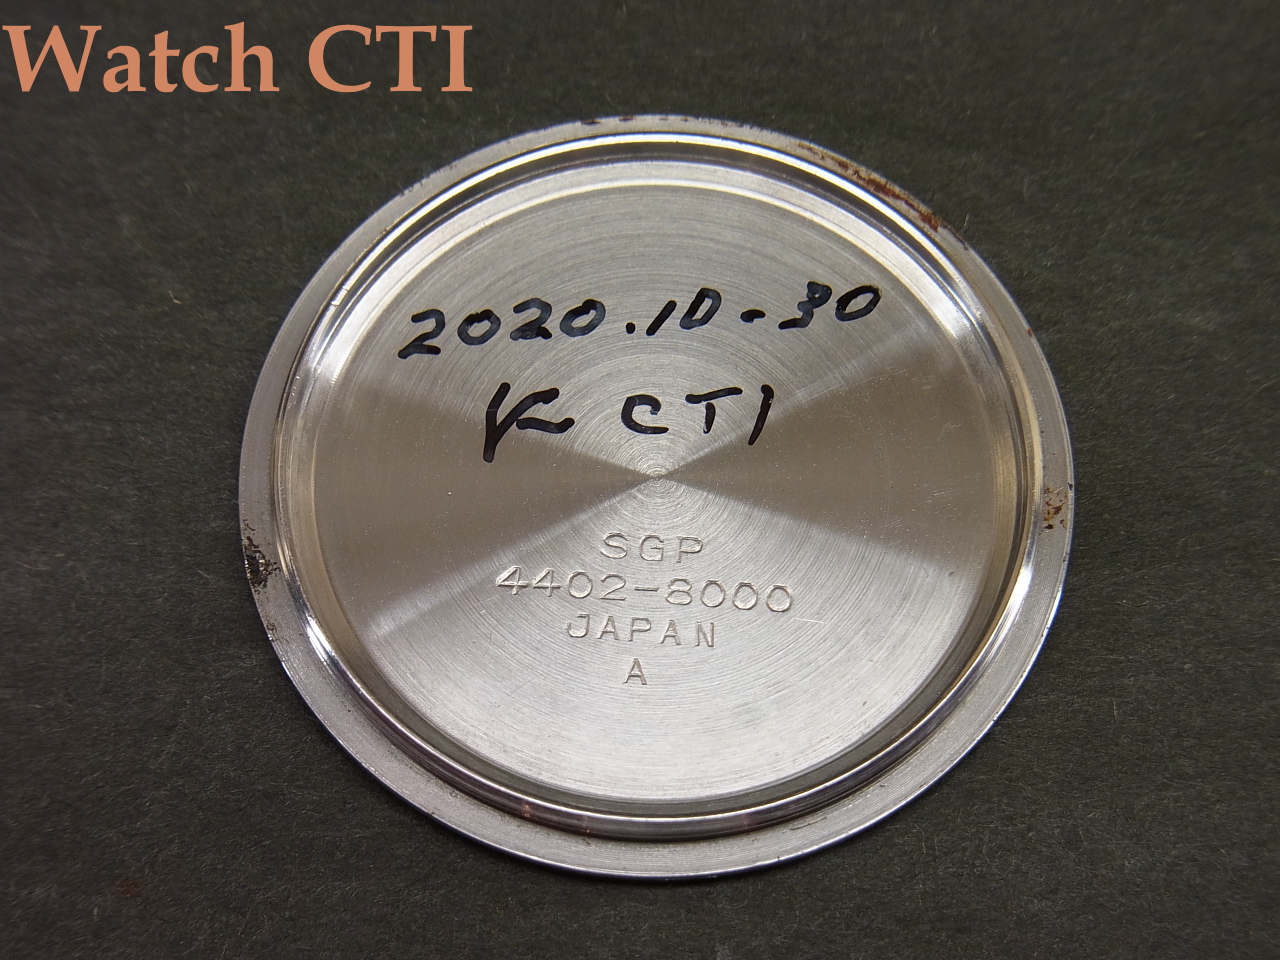 Watch CTI
2020.10-30
K CTI
SGP
4402-8000
JAPAN
A